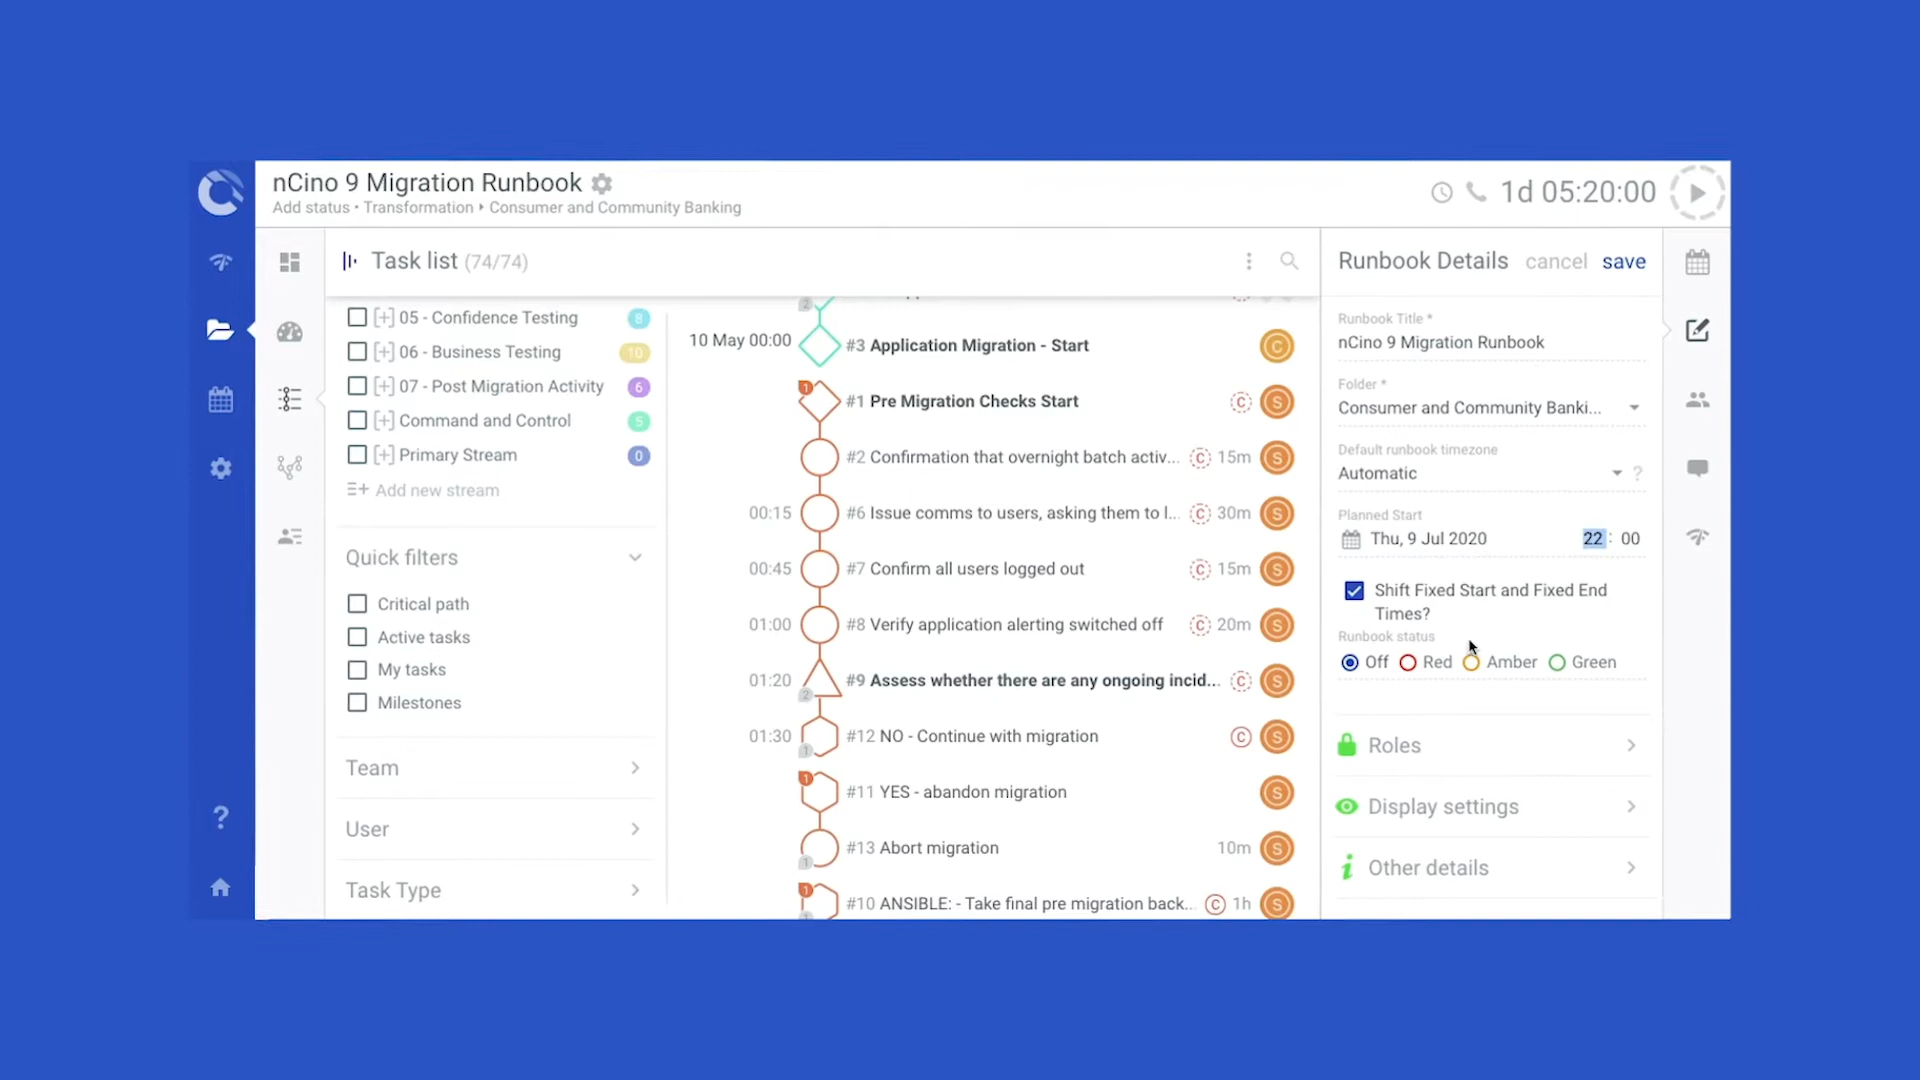 nCino 9 Migration Runbook
Add status • Transformation ▸ Consumer and Community Banking
1d 05:20:00
Task list (74/74)
[+] 05 - Confidence Testing 8
[+] 06 - Business Testing 10
[+] 07 - Post Migration Activity 6
[+] Command and Control 5
[+] Primary Stream 0
Add new stream
Quick filters
Critical path
Active tasks
My tasks
Milestones
Team
User
Task Type
2
10 May 00:00 #3 Application Migration - Start C
1 #1 Pre Migration Checks Start C S
#2 Confirmation that overnight batch activ... C 15m S
00:15 #6 Issue comms to users, asking them to l... C 30m S
00:45 #7 Confirm all users logged out C 15m S
01:00 #8 Verify application alerting switched off C 20m S
01:20 2 #9 Assess whether there are any ongoing incid... C S
01:30 1 #12 NO - Continue with migration C S
1 #11 YES - abandon migration S
1 #13 Abort migration 10m S
1 #10 ANSIBLE: - Take final pre migration back... C 1h S
Runbook Details cancel save
Runbook Title *
nCino 9 Migration Runbook
Folder *
Consumer and Community Banki...
Default runbook timezone
Automatic ?
Planned Start
Thu, 9 Jul 2020 22 : 00
Shift Fixed Start and Fixed End
Times?
Runbook status
Off Red Amber Green
Roles
Display settings
Other details
?